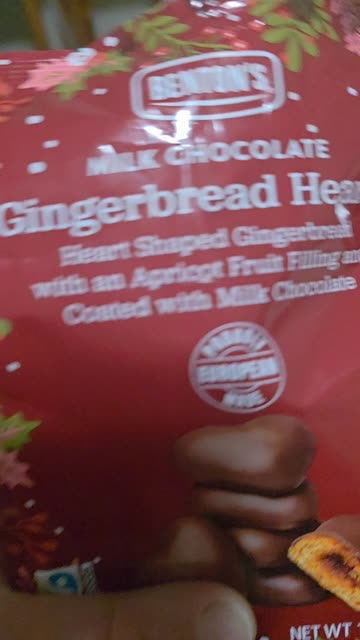 BENTON'S
MILK CHOCOLATE
Gingerbread Hea
Heart Shaped Gingerbread
with an Apricot Fruit Filling an
Coated with Milk Chocolate
EUROPEAN
MADE
NET WT